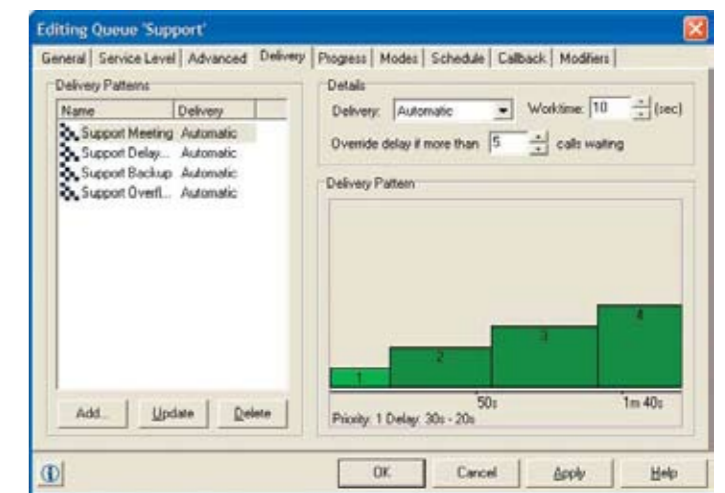 Editing Queue 'Support'
General Service Level Advanced Delivery Progress Modes Schedule Callback Modifiers
Delivery Patterns
Name Delivery
Support Meeting Automatic
Support Delay... Automatic
Support Backup Automatic
Support Overfl... Automatic
Add... Update Delete
Details
Delivery: Automatic Worktime: 10 (sec)
Override delay if more than 5 calls waiting
Delivery Pattern
1 2 3 4
50s 1m 40s
Priority: 1 Delay: 30s - 20s
OK Cancel Apply Help